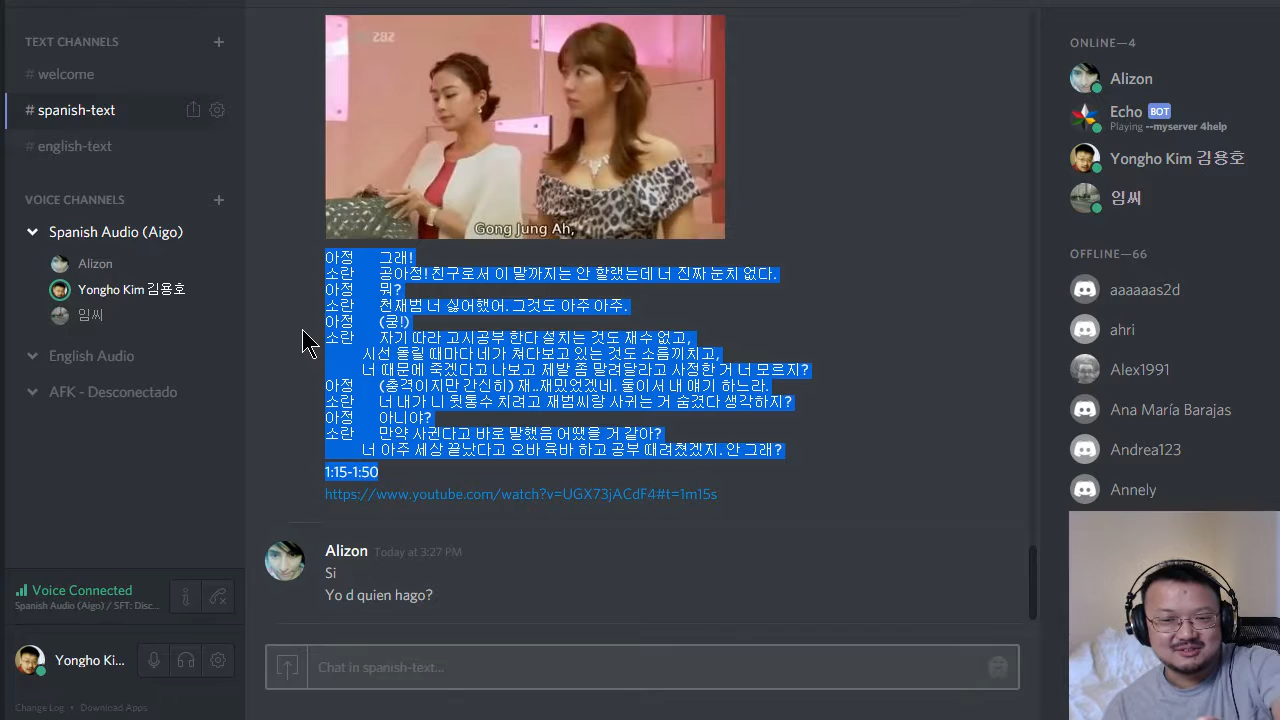 TEXT CHANNELS +
# welcome
# spanish-text
# english-text
VOICE CHANNELS +
Spanish Audio (Aigo)
Alizon
Yongho Kim 김용호
임씨
English Audio
AFK - Desconectado
Voice Connected
Spanish Audio (Aigo) / SFT: Disc...
Yongho Ki...
Change Log • Download Apps
SBS
Gong Jung Ah,
아정 그래!
소란 공아정! 친구로서 이 말까지는 안 할랬는데 너 진짜 눈치 없다.
아정 뭐?
소란 천재범 너 싫어했어. 그것도 아주 아주.
아정 (쿵!)
소란 자기 따라 고시공부 한다 설치는 것도 재수 없고,
시선 돌릴 때마다 네가 쳐다보고 있는 것도 소름끼치고,
너 때문에 죽겠다고 나보고 제발 좀 말려달라고 사정한 거 너 모르지?
아정 (충격이지만 간신히) 재..재밌었겠네. 둘이서 내 얘기 하느라.
소란 너 내가 니 뒷통수 치려고 재범씨랑 사귀는 거 숨겼다 생각하지?
아정 아니야?
소란 만약 사귄다고 바로 말했음 어땠을 거 같아?
너 아주 세상 끝났다고 오바 육바 하고 공부 때려쳤겠지. 안 그래?
1:15-1:50
https://www.youtube.com/watch?v=UGX73jACdF4#t=1m15s
Alizon Today at 3:27 PM
Si
Yo d quien hago?
Chat in spanish-text...
ONLINE—4
Alizon
Echo BOT
Playing --myserver 4help
Yongho Kim 김용호
임씨
OFFLINE—66
aaaaaas2d
ahri
Alex1991
Ana María Barajas
Andrea123
Annely